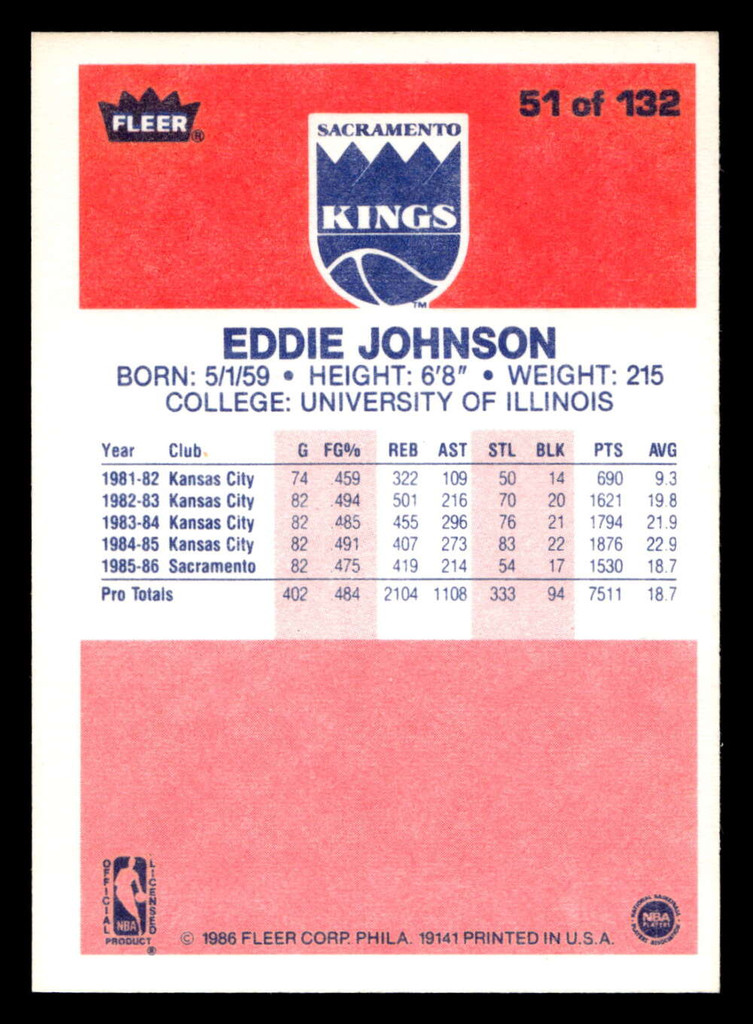 FLEER®
51 of 132
SACRAMENTO
KINGS
TM
EDDIE JOHNSON
BORN: 5/1/59 • HEIGHT: 6'8" • WEIGHT: 215
COLLEGE: UNIVERSITY OF ILLINOIS
Year Club G FG% REB AST STL BLK PTS AVG
1981-82 Kansas City 74 .459 322 109 50 14 690 9.3
1982-83 Kansas City 82 .494 501 216 70 20 1621 19.8
1983-84 Kansas City 82 .485 455 296 76 21 1794 21.9
1984-85 Kansas City 82 .491 407 273 83 22 1876 22.9
1985-86 Sacramento 82 .475 419 214 54 17 1530 18.7
Pro Totals 402 .484 2104 1108 333 94 7511 18.7
OFFICIAL
LICENSED
NBA
PRODUCT
®
© 1986 FLEER CORP. PHILA. 19141 PRINTED IN U.S.A.
NATIONAL BASKETBALL
NBA
PLAYERS
PLAYERS ASSOCIATION